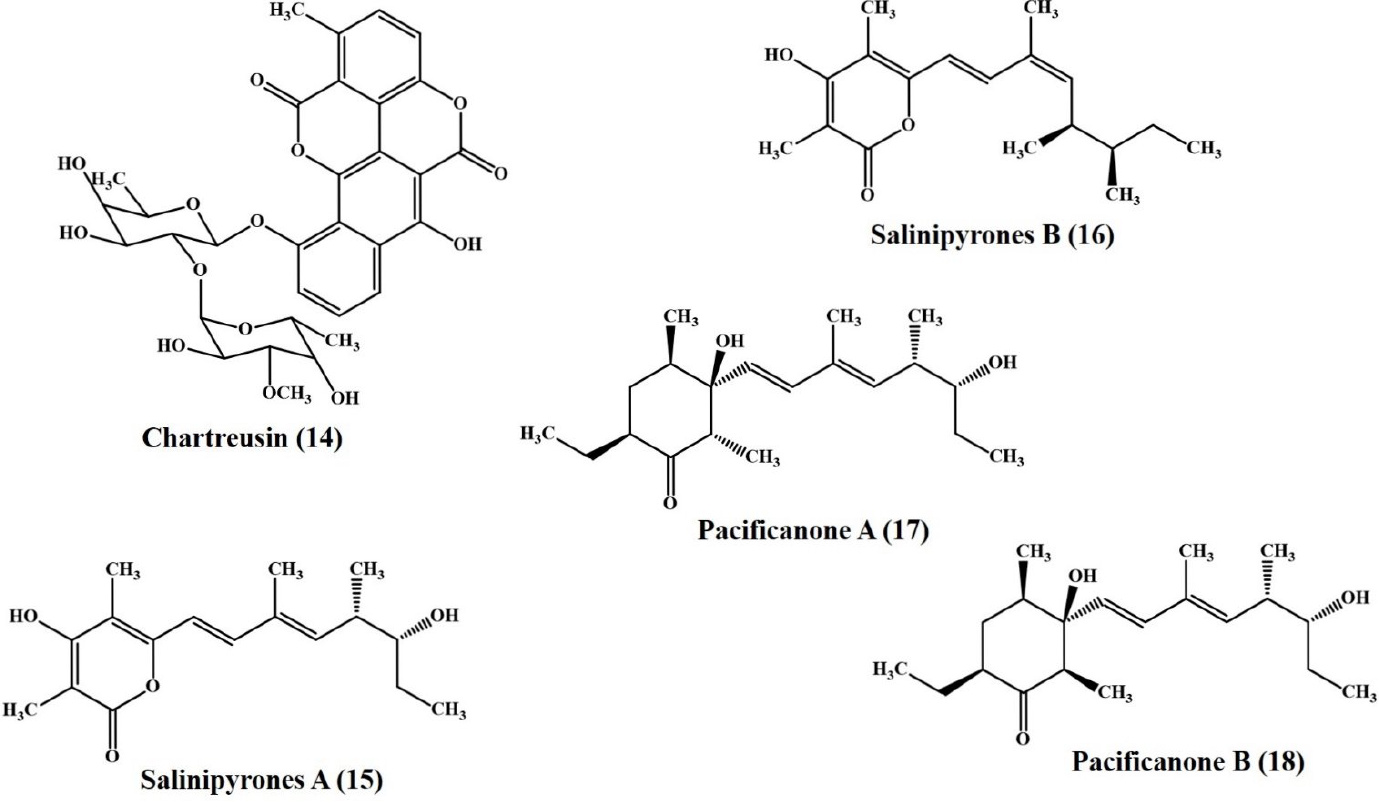 H₃C
O
O
O
O
HO
H₃C
O
O
HO
OH
O
O
HO
CH₃
OCH₃
OH
Chartreusin (14)
CH₃
CH₃
HO
O
H₃C
O
H₃C
CH₃
CH₃
Salinipyrones B (16)
CH₃
OH
CH₃
CH₃
OH
H₃C
CH₃
CH₃
O
Pacificanone A (17)
CH₃
CH₃
CH₃
HO
OH
O
H₃C
CH₃
O
Salinipyrones A (15)
CH₃
OH
CH₃
CH₃
OH
H₃C
CH₃
CH₃
O
Pacificanone B (18)